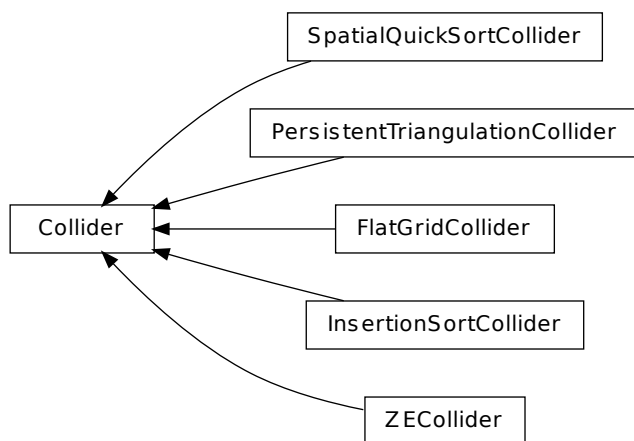 SpatialQuickSortCollider
PersistentTriangulationCollider
Collider
FlatGridCollider
InsertionSortCollider
ZECollider